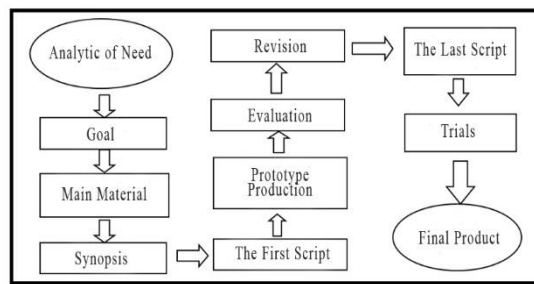 Analytic of Need
Goal
Main Material
Synopsis
The First Script
Prototype
Production
Evaluation
Revision
The Last Script
Trials
Final Product